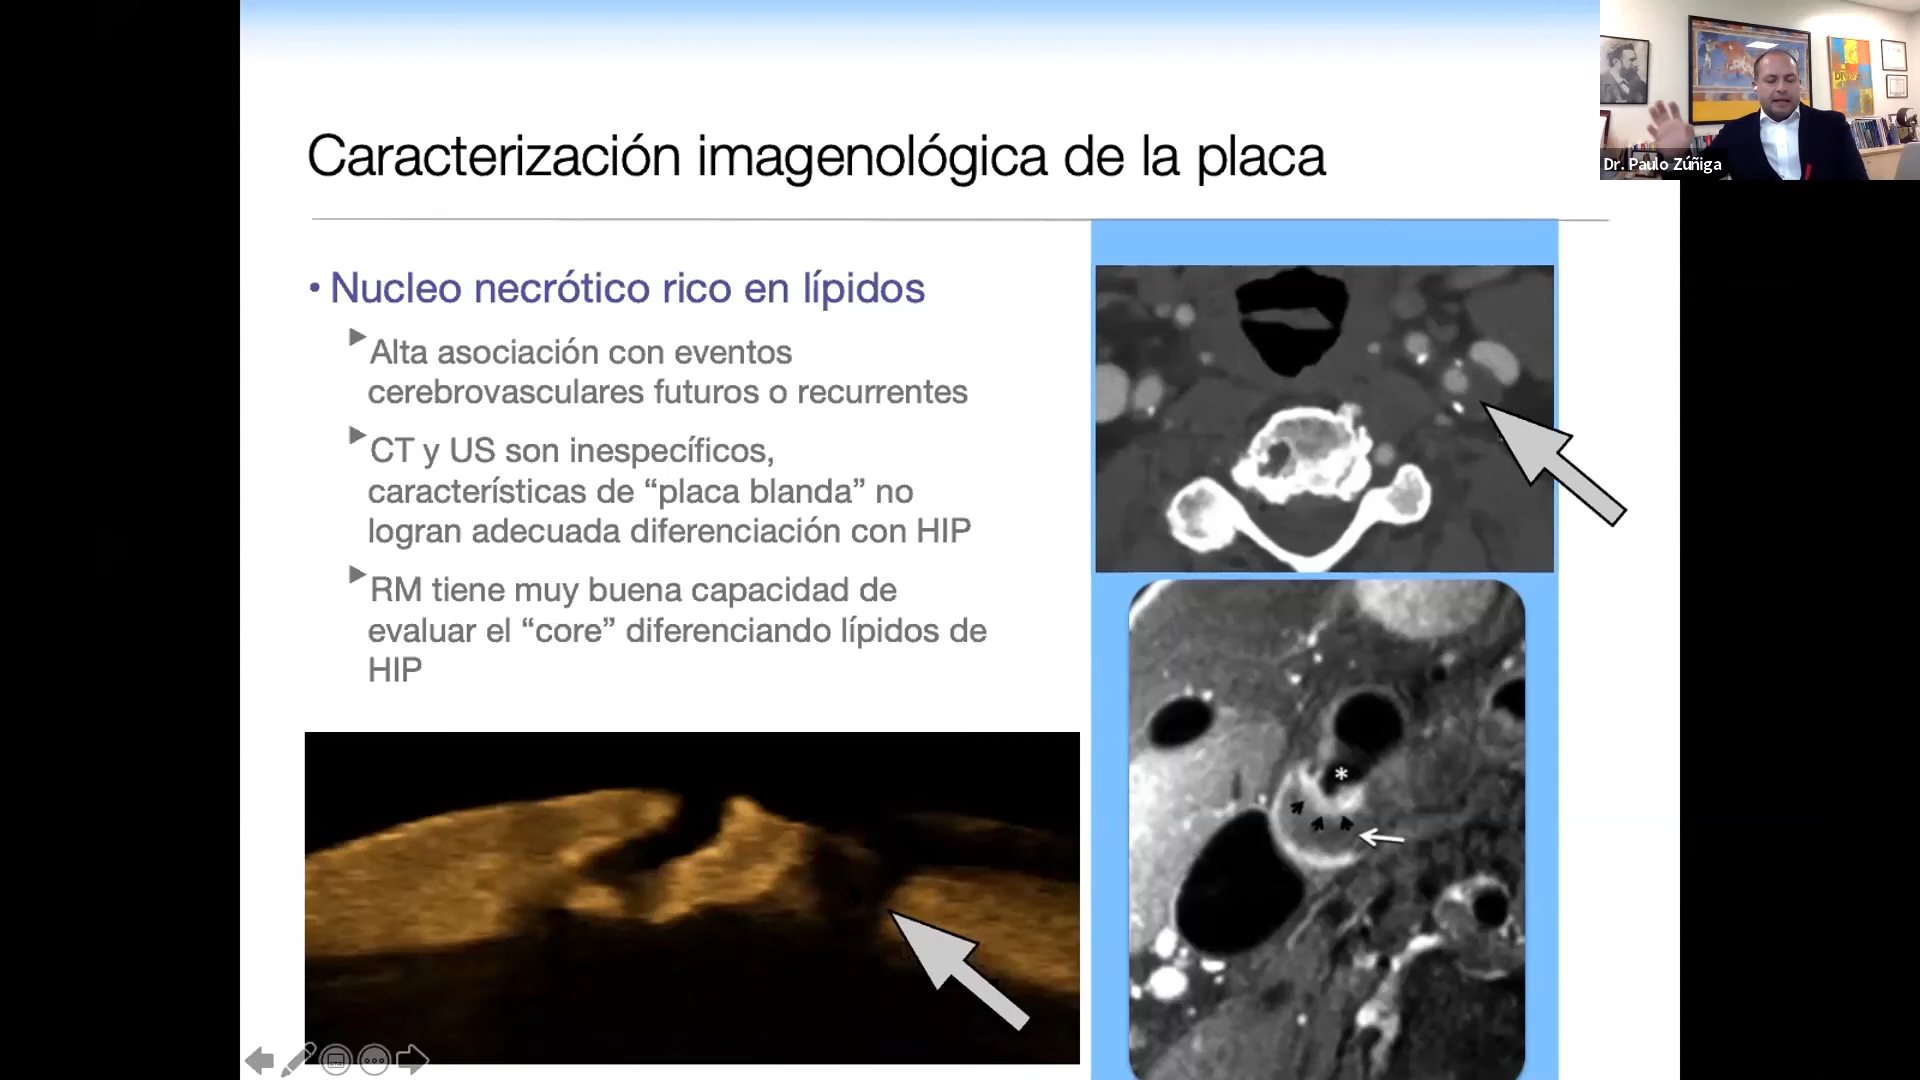 Caracterización imagenológica de la placa
Dr. Paulo Zúñiga
• Nucleo necrótico rico en lípidos
Alta asociación con eventos
cerebrovasculares futuros o recurrentes
CT y US son inespecíficos,
características de “placa blanda” no
logran adecuada diferenciación con HIP
RM tiene muy buena capacidad de
evaluar el “core” diferenciando lípidos de
HIP
*